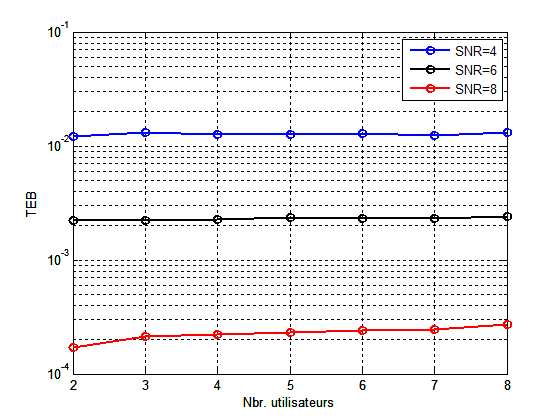 10^-1
SNR=4
SNR=6
SNR=8
10^-2
TEB
10^-3
10^-4
2 3 4 5 6 7 8
Nbr. utilisateurs